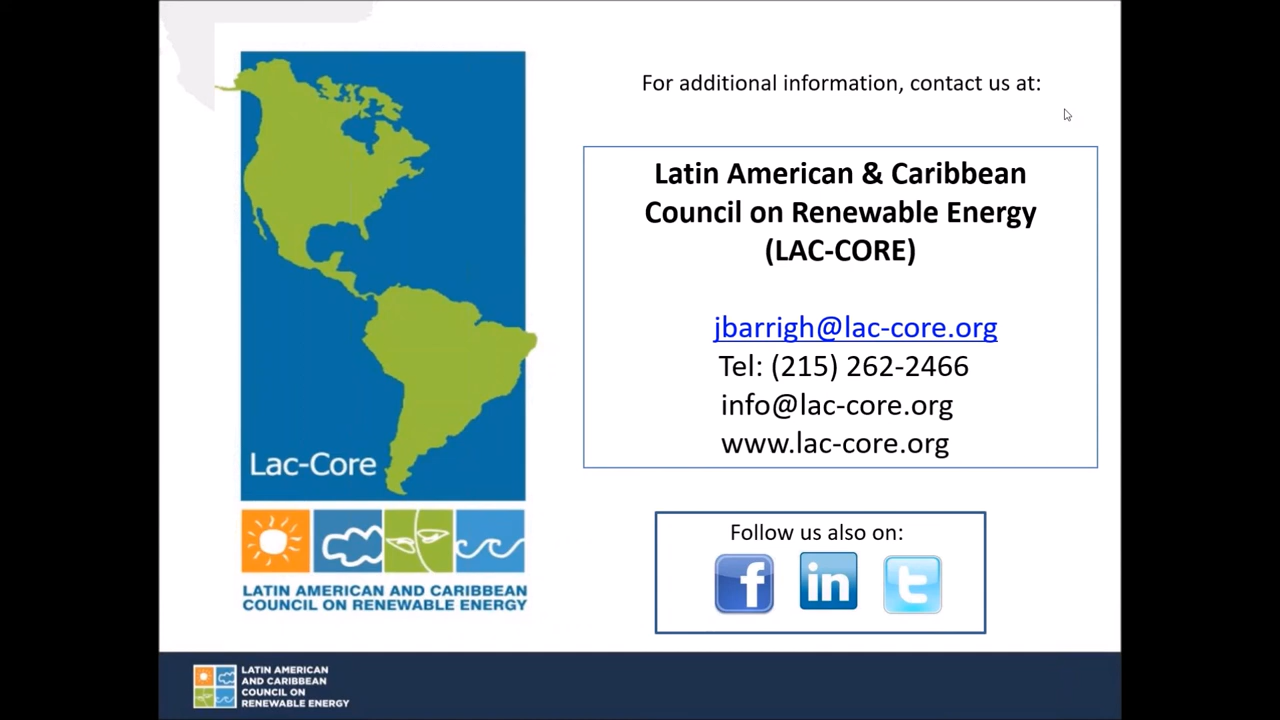 For additional information, contact us at:
Latin American & Caribbean
Council on Renewable Energy
(LAC-CORE)
jbarrigh@lac-core.org
Tel: (215) 262-2466
info@lac-core.org
www.lac-core.org
Lac-Core
LATIN AMERICAN AND CARIBBEAN
COUNCIL ON RENEWABLE ENERGY
Follow us also on:
f
in
t
LATIN AMERICAN
AND CARIBBEAN
COUNCIL ON
RENEWABLE ENERGY